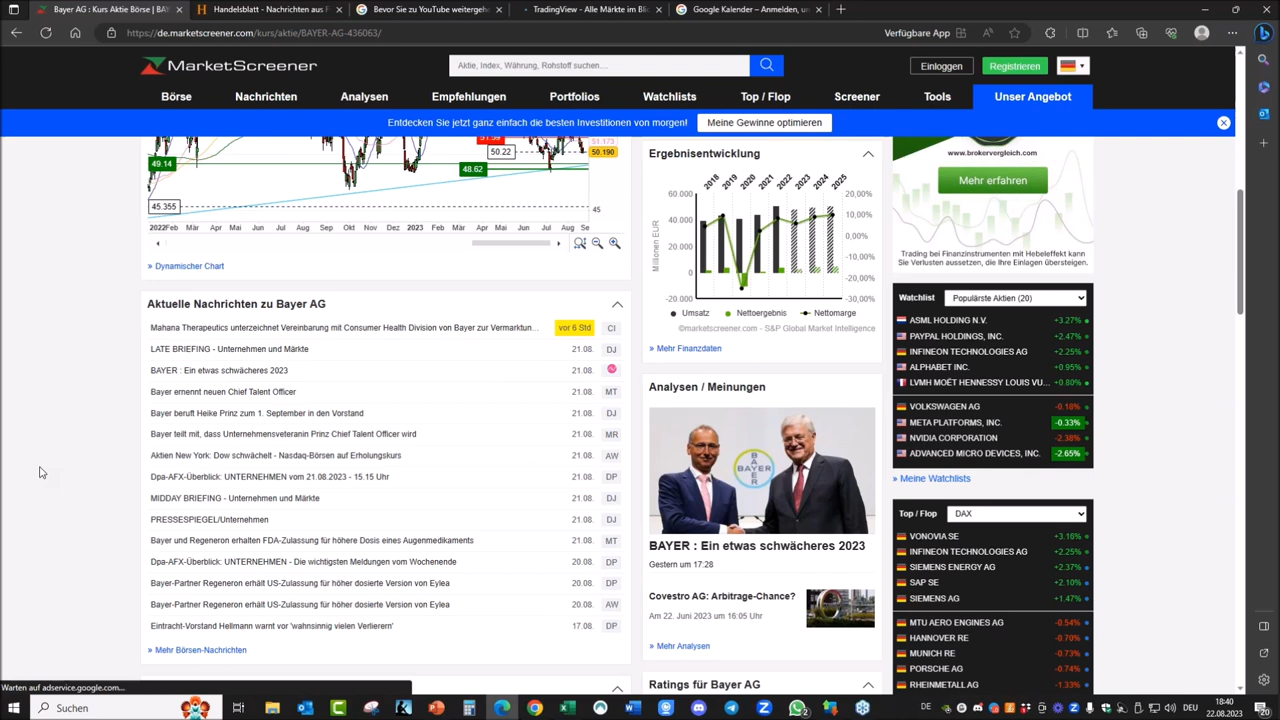 Bayer AG : Kurs Aktie Börse | BAY
Handelsblatt - Nachrichten aus F
Bevor Sie zu YouTube weitergehe
TradingView - Alle Märkte im Bli
Google Kalender – Anmelden, un
https://de.marketscreener.com/kurs/aktie/BAYER-AG-436063/
Verfügbare App
MarketScreener
Aktie, Index, Währung, Rohstoff suchen....
Einloggen
Registrieren
Börse
Nachrichten
Analysen
Empfehlungen
Portfolios
Watchlists
Top / Flop
Screener
Tools
Unser Angebot
Entdecken Sie jetzt ganz einfach die besten Investitionen von morgen!
Meine Gewinne optimieren
49.14
48.62
50.22
51.173
50.190
45.355
45
2022 Feb Mär Apr Mai Jun Jul Aug Sep Okt Nov Dez 2023 Feb Mär Apr Mai Jun Jul Aug Se
» Dynamischer Chart
Aktuelle Nachrichten zu Bayer AG
Mahana Therapeutics unterzeichnet Vereinbarung mit Consumer Health Division von Bayer zur Vermarktun... vor 6 Std CI
LATE BRIEFING - Unternehmen und Märkte 21.08. DJ
BAYER : Ein etwas schwächeres 2023 21.08.
Bayer ernennt neuen Chief Talent Officer 21.08. MT
Bayer beruft Heike Prinz zum 1. September in den Vorstand 21.08. DJ
Bayer teilt mit, dass Unternehmensveteranin Prinz Chief Talent Officer wird 21.08. MR
Aktien New York: Dow schwächelt - Nasdaq-Börsen auf Erholungskurs 21.08. AW
Dpa-AFX-Überblick: UNTERNEHMEN vom 21.08.2023 - 15.15 Uhr 21.08. DP
MIDDAY BRIEFING - Unternehmen und Märkte 21.08. DJ
PRESSESPIEGEL/Unternehmen 21.08. DJ
Bayer und Regeneron erhalten FDA-Zulassung für höhere Dosis eines Augenmedikaments 21.08. MT
Dpa-AFX-Überblick: UNTERNEHMEN - Die wichtigsten Meldungen vom Wochenende 20.08. DP
Bayer-Partner Regeneron erhält US-Zulassung für höher dosierte Version von Eylea 20.08. DP
Bayer-Partner Regeneron erhält US-Zulassung für höher dosierte Version von Eylea 20.08. AW
Eintracht-Vorstand Hellmann warnt vor 'wahnsinnig vielen Verlierern' 17.08. DP
» Mehr Börsen-Nachrichten
Ergebnisentwicklung
2018 2019 2020 2021 2022 2023 2024 2025
60.000 20,00%
40.000 10,00%
0,00%
20.000 -10,00%
0 -20,00%
-20.000 -30,00%
Millionen EUR
Umsatz Nettoergebnis Nettomarge
©marketscreener.com - S&P Global Market Intelligence
» Mehr Finanzdaten
Analysen / Meinungen
BAYER
BAYER : Ein etwas schwächeres 2023
Gestern um 17:28
Covestro AG: Arbitrage-Chance?
Am 22. Juni 2023 um 16:05 Uhr
» Mehr Analysen
Ratings für Bayer AG
www.brokervergleich.com
Mehr erfahren
Trading bei Finanzinstrumenten mit Hebeleffekt kann
Sie Verlusten aussetzen, die Ihre Einlagen übersteigen.
Watchlist Populärste Aktien (20)
ASML HOLDING N.V. +3.27%
PAYPAL HOLDINGS, INC. +2.47%
INFINEON TECHNOLOGIES AG +2.25%
ALPHABET INC. +0.95%
LVMH MOËT HENNESSY LOUIS VU... +0.80%
VOLKSWAGEN AG -0.18%
META PLATFORMS, INC. -0.33%
NVIDIA CORPORATION -2.38%
ADVANCED MICRO DEVICES, INC. -2.65%
» Meine Watchlists
Top / Flop DAX
VONOVIA SE +3.16%
INFINEON TECHNOLOGIES AG +2.25%
SIEMENS ENERGY AG +2.37%
SAP SE +2.10%
SIEMENS AG +1.47%
MTU AERO ENGINES AG -0.54%
HANNOVER RE -0.70%
MUNICH RE -0.73%
PORSCHE AG -0.74%
RHEINMETALL AG -1.33%
Warten auf adservice.google.com...
Suchen
DE
18:40
22.08.2023